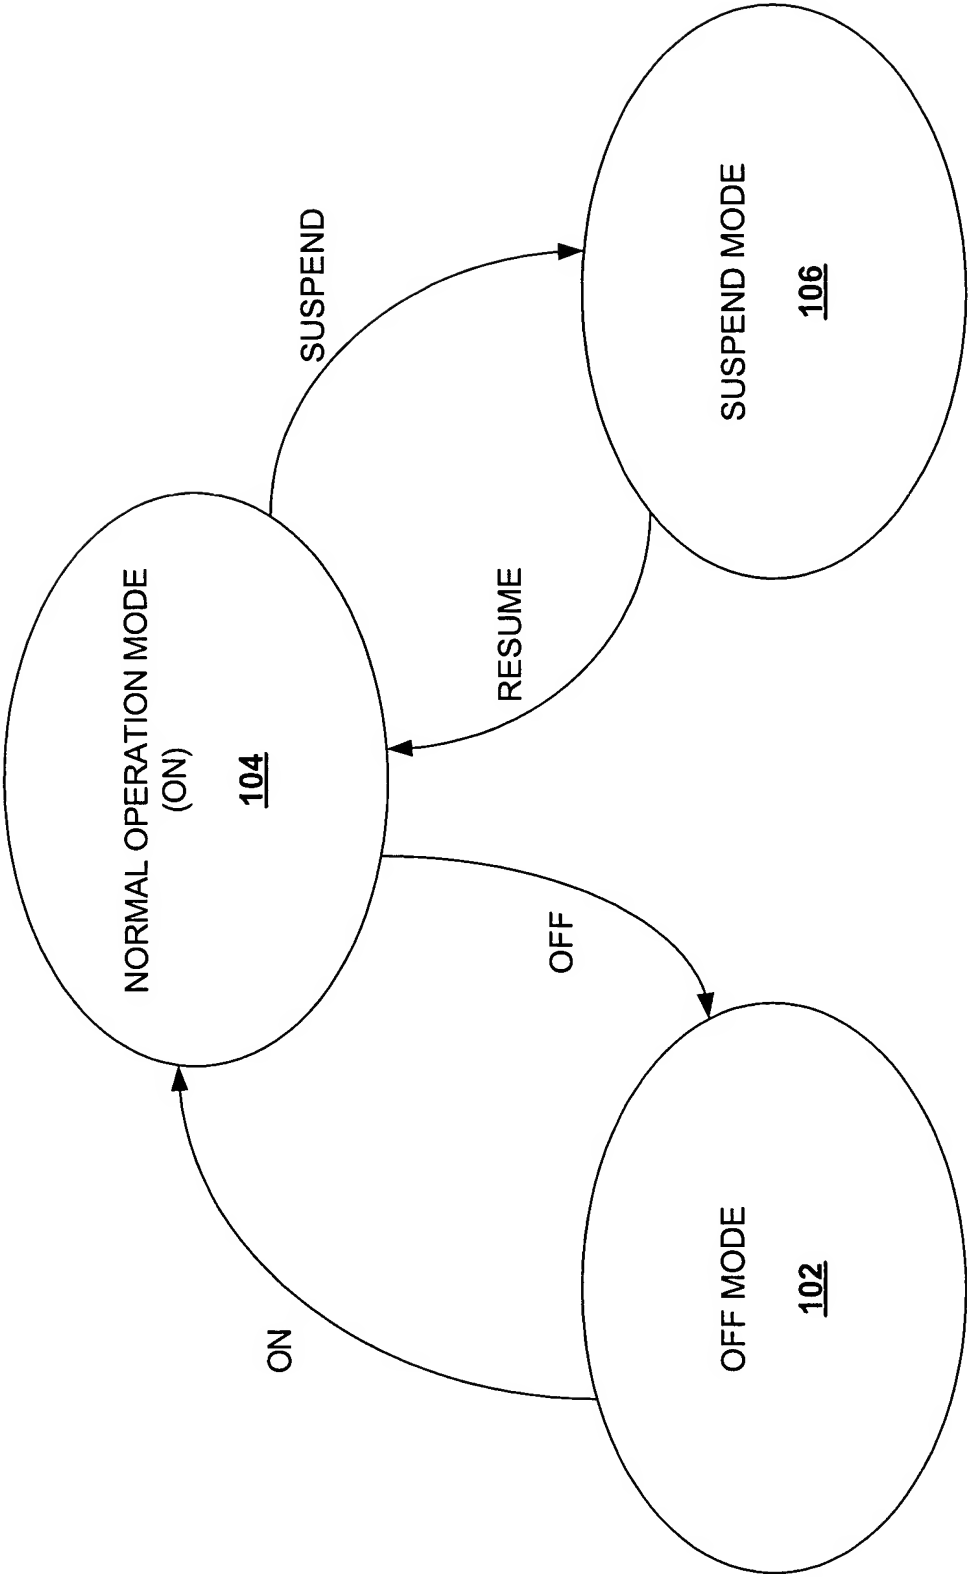 NORMAL OPERATION MODE
(ON)
104
ON
OFF
RESUME
SUSPEND
OFF MODE
102
SUSPEND MODE
106